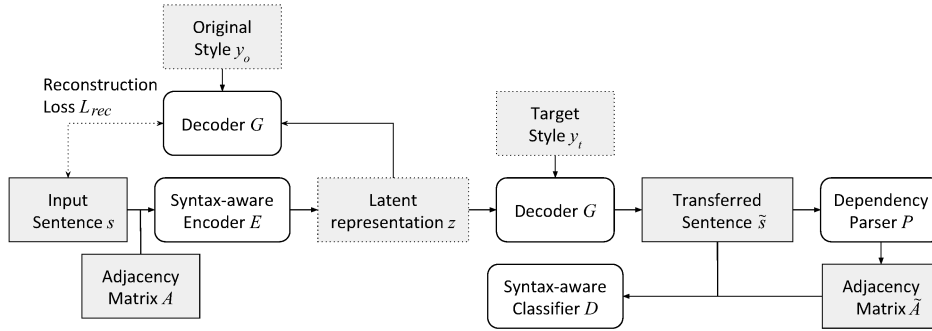 Original
Style y_o
Reconstruction
Loss L_rec
Decoder G
Target
Style y_t
Input
Sentence s
Syntax-aware
Encoder E
Latent
representation z
Decoder G
Transferred
Sentence s̃
Dependency
Parser P
Adjacency
Matrix A
Syntax-aware
Classifier D
Adjacency
Matrix Ã